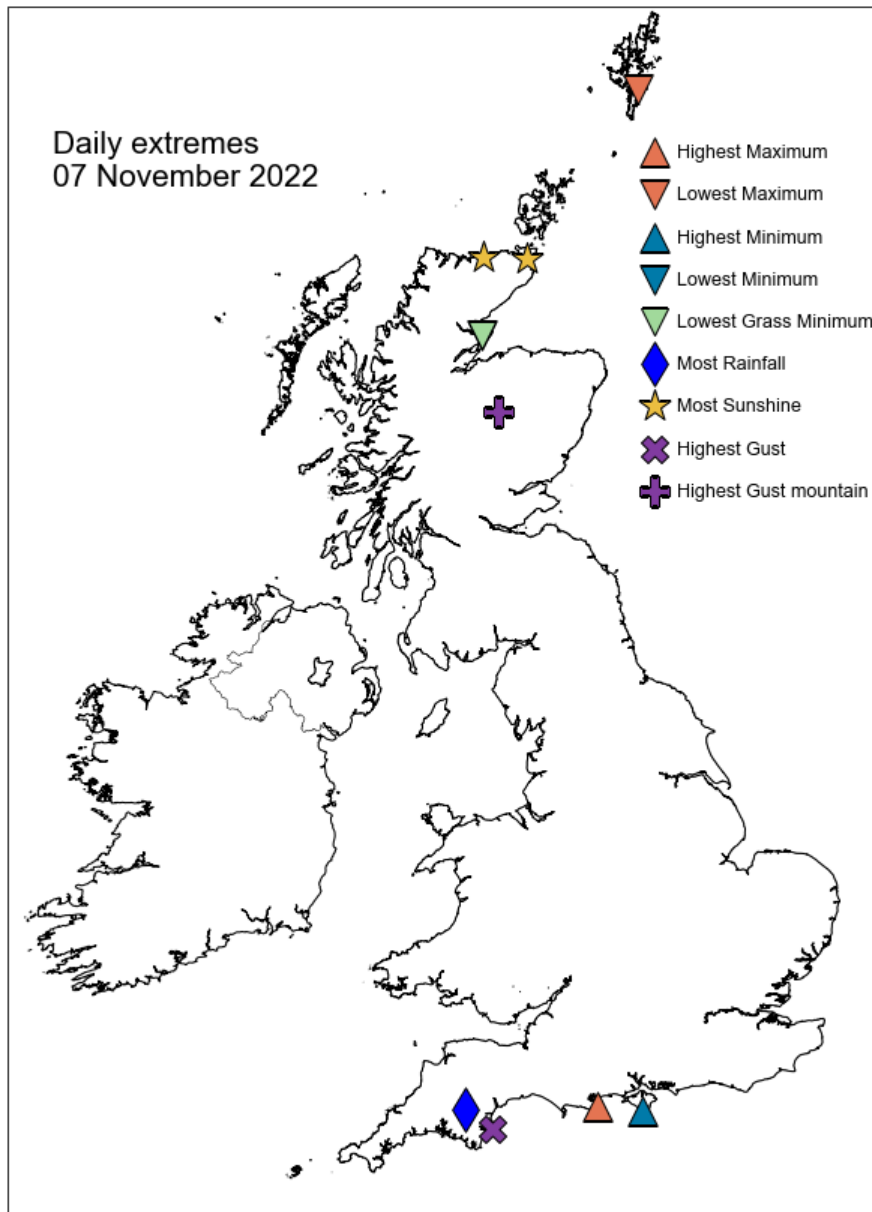 Daily extremes
07 November 2022
Highest Maximum
Lowest Maximum
Highest Minimum
Lowest Minimum
Lowest Grass Minimum
Most Rainfall
Most Sunshine
Highest Gust
Highest Gust mountain